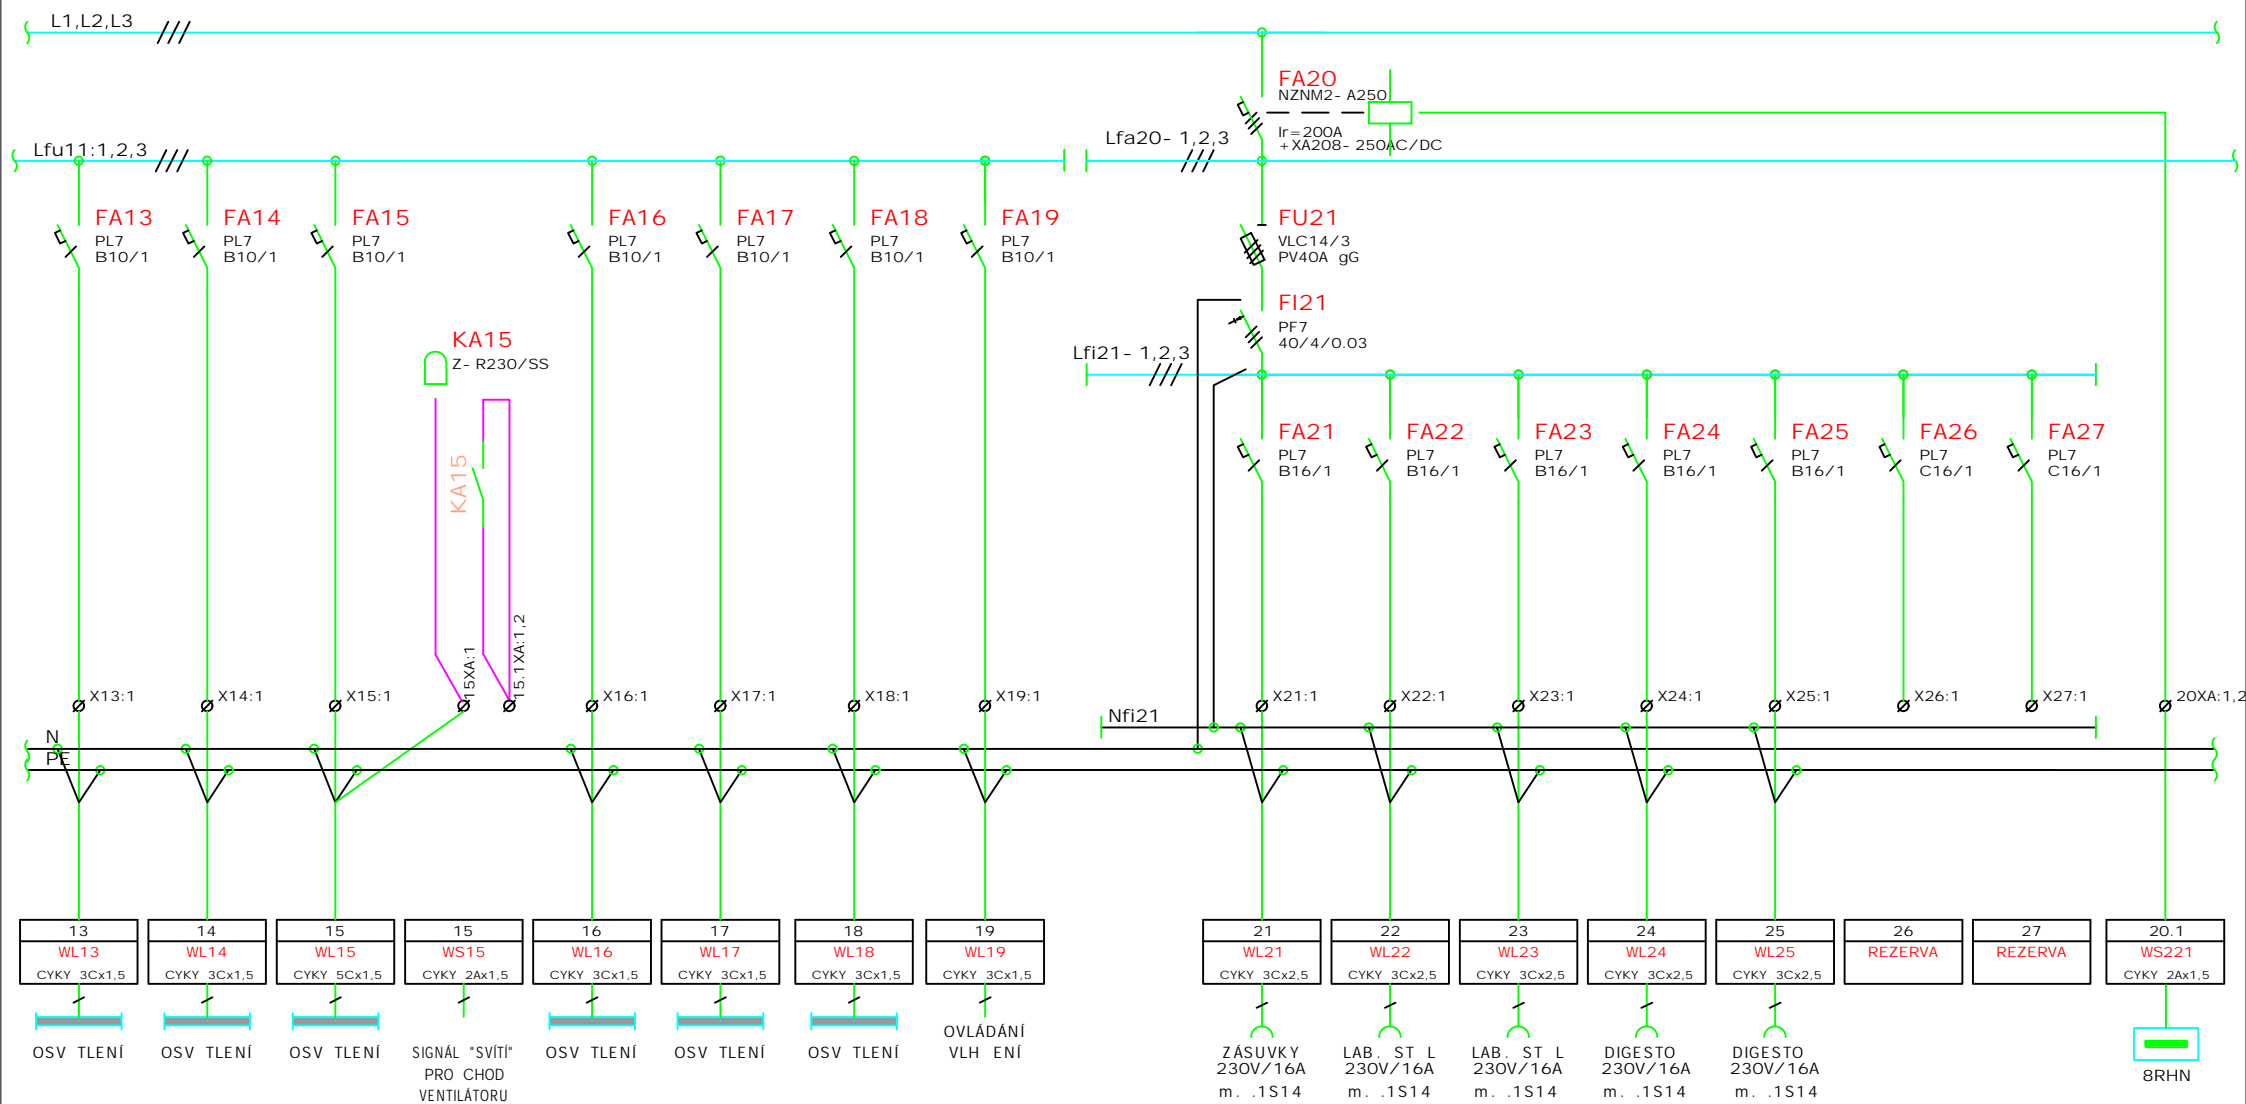 L1,L2,L3
FA20
NZNM2-A250
Ir=200A
+XA208-250AC/DC
Lfu11:1,2,3
Lfa20-1,2,3
FA13
PL7
B10/1
FA14
PL7
B10/1
FA15
PL7
B10/1
FA16
PL7
B10/1
FA17
PL7
B10/1
FA18
PL7
B10/1
FA19
PL7
B10/1
FU21
VLC14/3
PV40A gG
FI21
PF7
40/4/0.03
KA15
Z-R230/SS
KA15
Lfi21-1,2,3
FA21
PL7
B16/1
FA22
PL7
B16/1
FA23
PL7
B16/1
FA24
PL7
B16/1
FA25
PL7
B16/1
FA26
PL7
C16/1
FA27
PL7
C16/1
X13:1
X14:1
X15:1
15XA:1
15.1XA:1,2
X16:1
X17:1
X18:1
X19:1
X21:1
X22:1
X23:1
X24:1
X25:1
X26:1
X27:1
20XA:1,2
Nfi21
N
PE
13
WL13
CYKY 3Cx1,5
OSV TLENÍ
14
WL14
CYKY 3Cx1,5
OSV TLENÍ
15
WL15
CYKY 5Cx1,5
OSV TLENÍ
15
WS15
CYKY 2Ax1,5
SIGNÁL "SVÍTÍ"
PRO CHOD
VENTILÁTORU
16
WL16
CYKY 3Cx1,5
OSV TLENÍ
17
WL17
CYKY 3Cx1,5
OSV TLENÍ
18
WL18
CYKY 3Cx1,5
OSV TLENÍ
19
WL19
CYKY 3Cx1,5
OVLÁDÁNÍ
VLH ENÍ
21
WL21
CYKY 3Cx2,5
ZÁSUVKY
230V/16A
m. .1S14
22
WL22
CYKY 3Cx2,5
LAB. ST L
230V/16A
m. .1S14
23
WL23
CYKY 3Cx2,5
LAB. ST L
230V/16A
m. .1S14
24
WL24
CYKY 3Cx2,5
DIGESTO
230V/16A
m. .1S14
25
WL25
CYKY 3Cx2,5
DIGESTO
230V/16A
m. .1S14
26
REZERVA
27
REZERVA
20.1
WS221
CYKY 2Ax1,5
8RHN